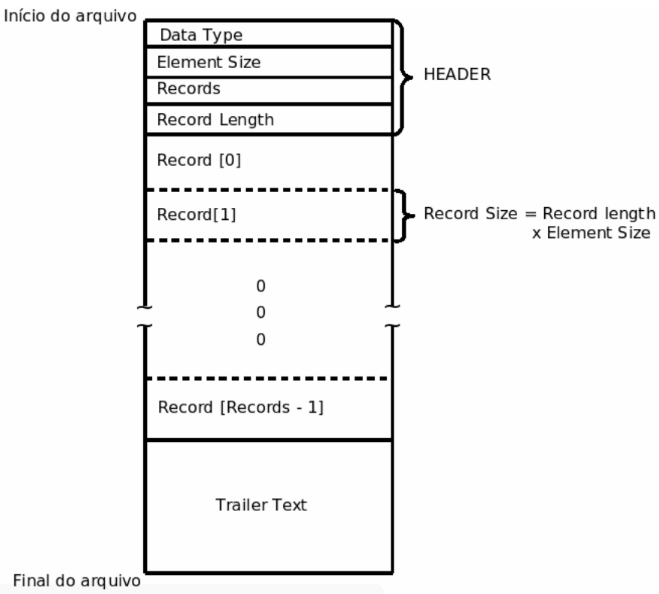 Início do arquivo
Data Type
Element Size
Records
Record Length
HEADER
Record [0]
Record[1]
Record Size = Record length
x Element Size
0
0
0
Record [Records - 1]
Trailer Text
Final do arquivo